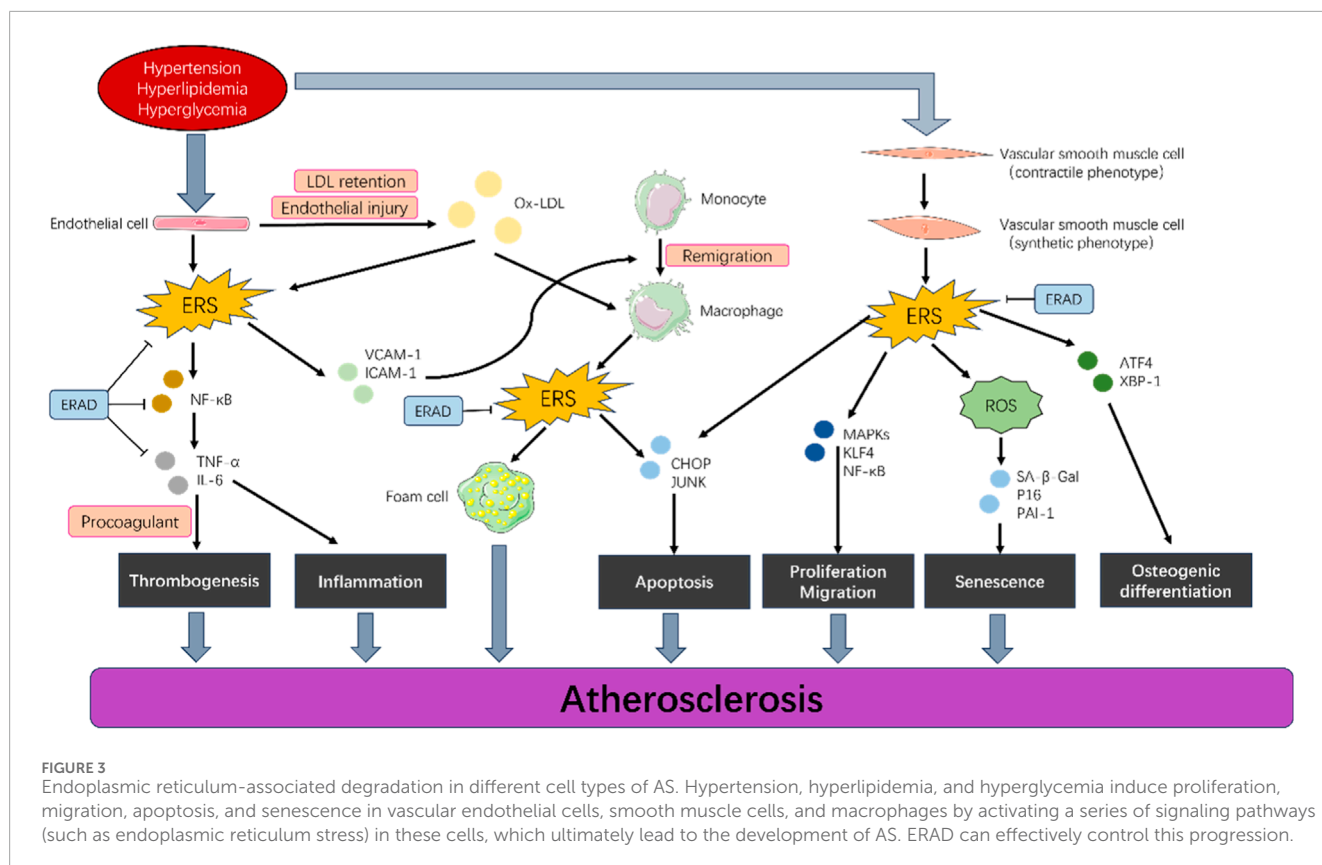 Hypertension
Hyperlipidemia
Hyperglycemia
LDL retention
Endothelial injury
Endothelial cell
Ox-LDL
Monocyte
Remigration
Macrophage
Vascular smooth muscle cell
(contractile phenotype)
Vascular smooth muscle cell
(synthetic phenotype)
ERS
ERAD
NF-κB
TNF-α
IL-6
Procoagulant
VCAM-1
ICAM-1
ERAD
ERS
Foam cell
CHOP
JUNK
ERS
ERAD
MAPKs
KLF4
NF-κB
ROS
SA-β-Gal
P16
PAI-1
ATF4
XBP-1
Thrombogenesis
Inflammation
Apoptosis
Proliferation
Migration
Senescence
Osteogenic
differentiation
Atherosclerosis
FIGURE 3
Endoplasmic reticulum-associated degradation in different cell types of AS. Hypertension, hyperlipidemia, and hyperglycemia induce proliferation,
migration, apoptosis, and senescence in vascular endothelial cells, smooth muscle cells, and macrophages by activating a series of signaling pathways
(such as endoplasmic reticulum stress) in these cells, which ultimately lead to the development of AS. ERAD can effectively control this progression.